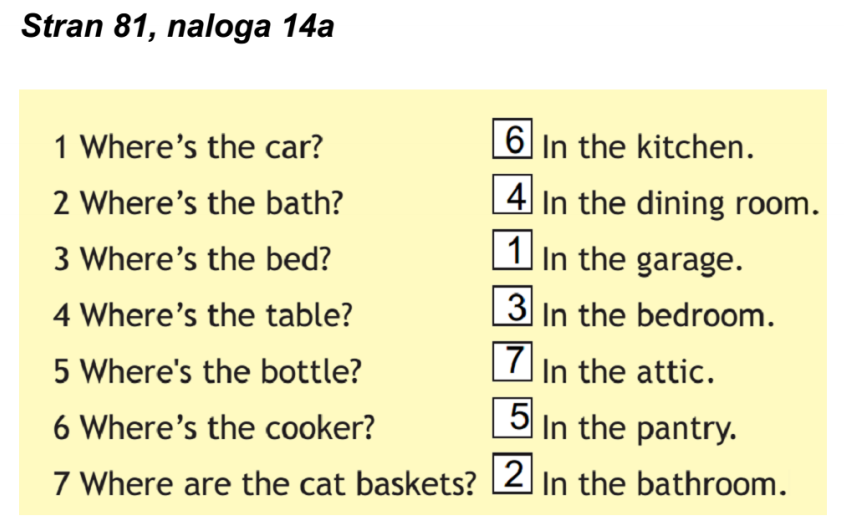 Stran 81, naloga 14a
1 Where’s the car? 6 In the kitchen.
2 Where’s the bath? 4 In the dining room.
3 Where’s the bed? 1 In the garage.
4 Where’s the table? 3 In the bedroom.
5 Where's the bottle? 7 In the attic.
6 Where’s the cooker? 5 In the pantry.
7 Where are the cat baskets? 2 In the bathroom.